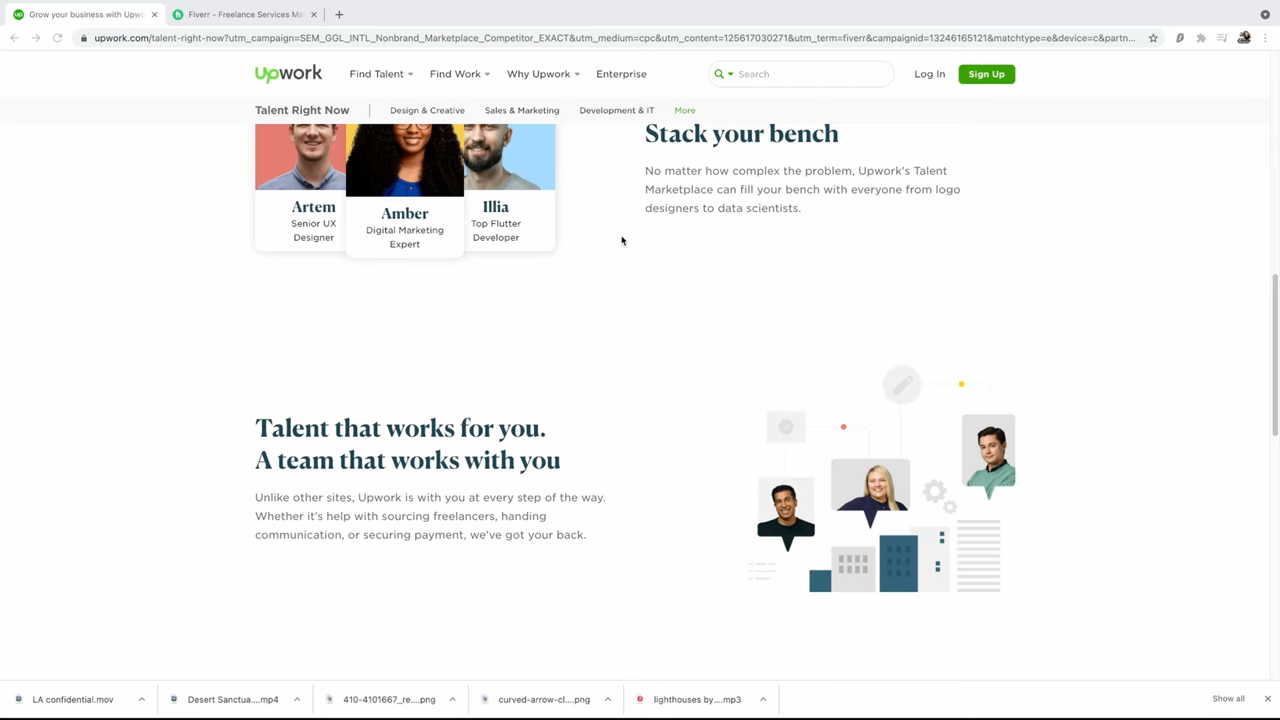 Grow your business with Upwo
Fiverr - Freelance Services Ma
upwork.com/talent-right-now?utm_campaign=SEM_GGL_INTL_Nonbrand_Marketplace_Competitor_EXACT&utm_medium=cpc&utm_content=125617030271&utm_term=fiverr&campaignid=13246165121&matchtype=e&device=c&partn...
upwork
Find Talent
Find Work
Why Upwork
Enterprise
Search
Log In
Sign Up
Talent Right Now
Design & Creative
Sales & Marketing
Development & IT
More
Artem
Senior UX
Designer
Amber
Digital Marketing
Expert
Illia
Top Flutter
Developer
Stack your bench
No matter how complex the problem, Upwork's Talent
Marketplace can fill your bench with everyone from logo
designers to data scientists.
Talent that works for you.
A team that works with you
Unlike other sites, Upwork is with you at every step of the way.
Whether it's help with sourcing freelancers, handing
communication, or securing payment, we've got your back.
LA confidential.mov
Desert Sanctua....mp4
410-4101667_re....png
curved-arrow-cl....png
lighthouses by....mp3
Show all